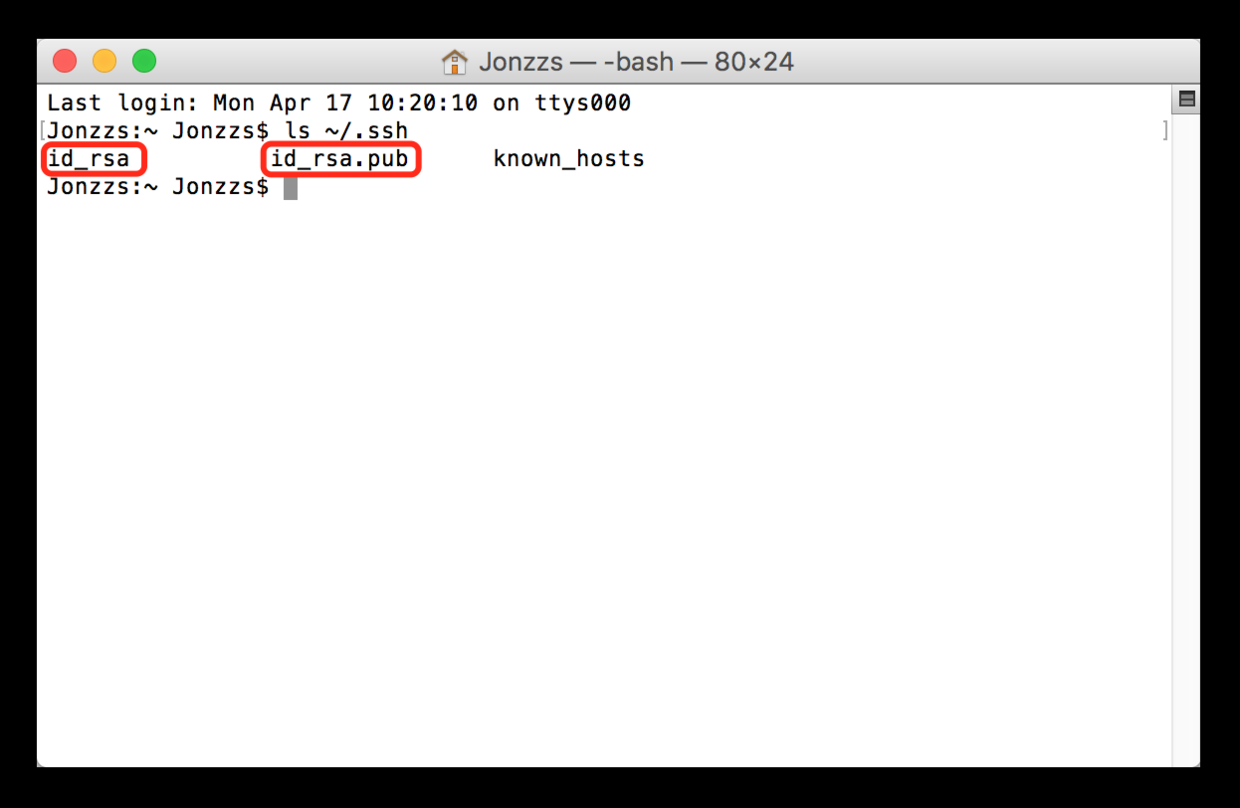 Jonzzs — -bash — 80×24
Last login: Mon Apr 17 10:20:10 on ttys000
[Jonzzs:~ Jonzzs$ ls ~/.ssh ]
id_rsa id_rsa.pub known_hosts
Jonzzs:~ Jonzzs$